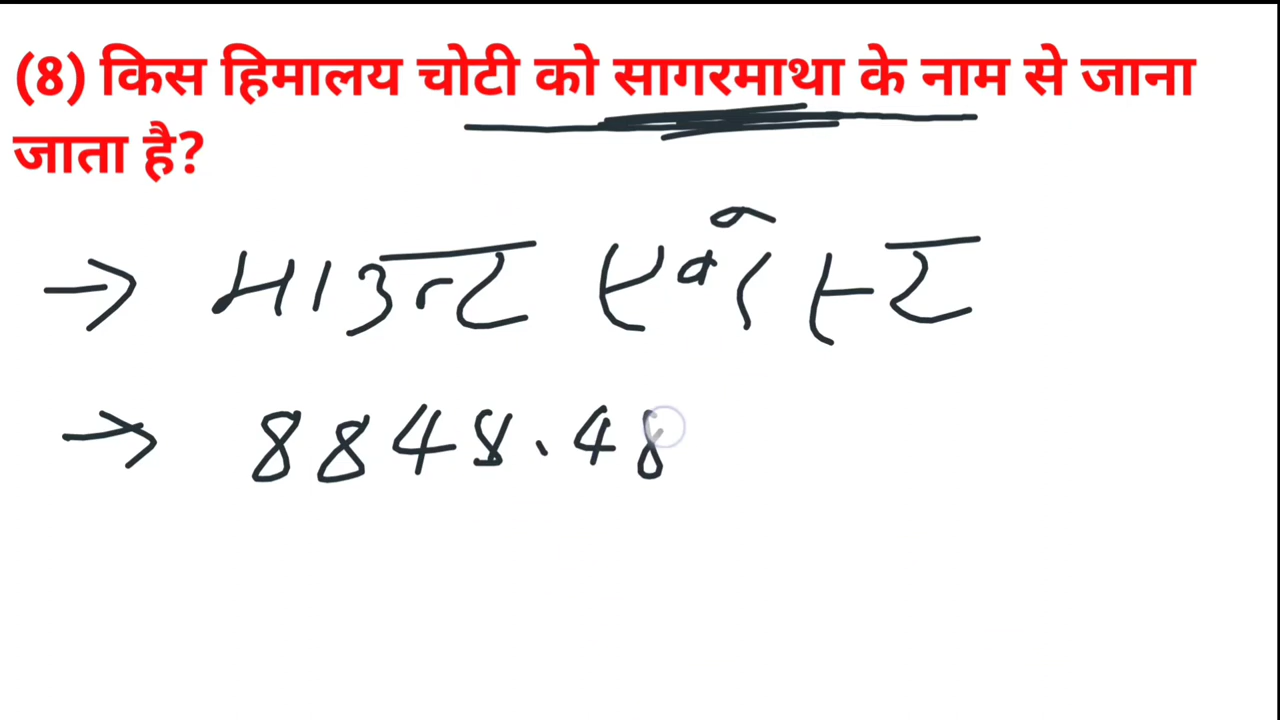 (8) किस हिमालय चोटी को सागरमाथा के नाम से जाना
जाता है?
→ माउन्ट एवरेस्ट
→ 8848.48